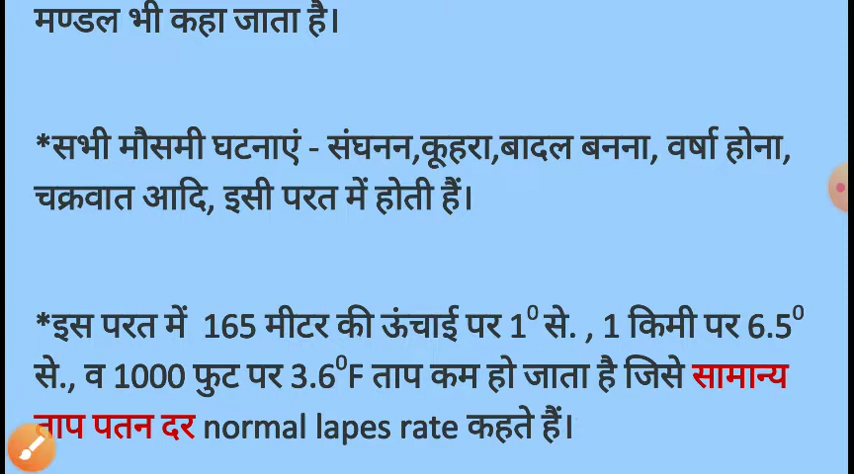 मण्डल भी कहा जाता है।
*सभी मौसमी घटनाएं - संघनन,कूहरा,बादल बनना, वर्षा होना,
चक्रवात आदि, इसी परत में होती हैं।
*इस परत में 165 मीटर की ऊंचाई पर 1⁰ से. , 1 किमी पर 6.5⁰
से., व 1000 फुट पर 3.6⁰F ताप कम हो जाता है जिसे सामान्य
ताप पतन दर normal lapes rate कहते हैं।